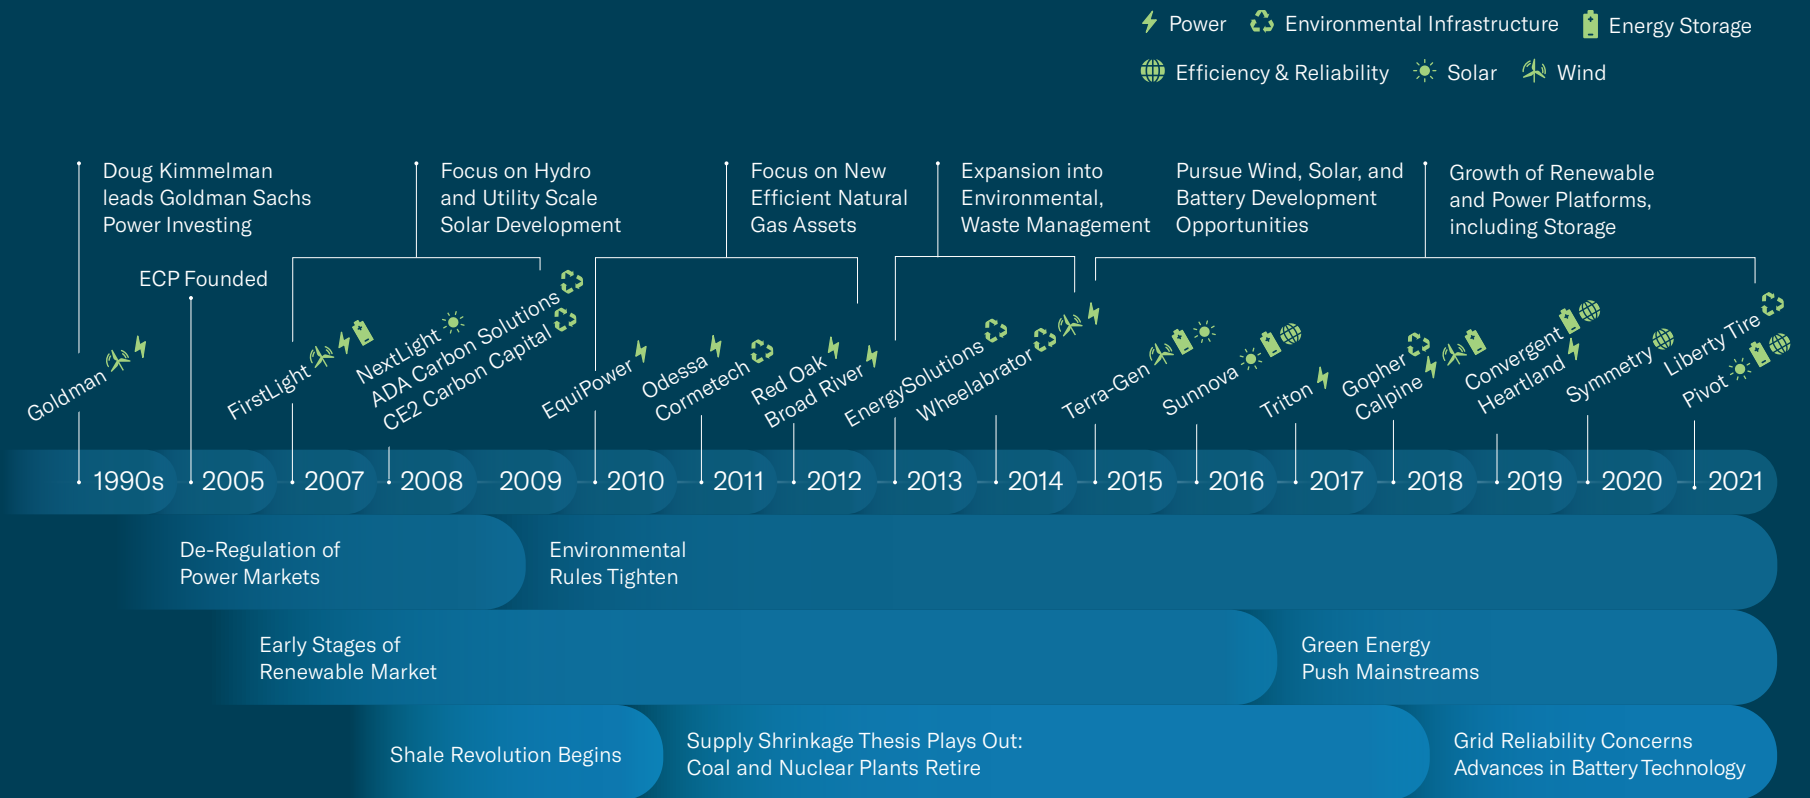 Power
Environmental Infrastructure
Energy Storage
Efficiency & Reliability
Solar
Wind
Doug Kimmelman
leads Goldman Sachs
Power Investing
Focus on Hydro
and Utility Scale
Solar Development
Focus on New
Efficient Natural
Gas Assets
Expansion into
Environmental,
Waste Management
Pursue Wind, Solar, and
Battery Development
Opportunities
Growth of Renewable
and Power Platforms,
including Storage
ECP Founded
Goldman
FirstLight
NextLight
ADA Carbon Solutions
CE2 Carbon Capital
EquiPower
Odessa
Cormetech
Red Oak
Broad River
EnergySolutions
Wheelabrator
Terra-Gen
Sunnova
Triton
Gopher
Calpine
Convergent
Heartland
Symmetry
Liberty Tire
Pivot
1990s
2005
2007
2008
2009
2010
2011
2012
2013
2014
2015
2016
2017
2018
2019
2020
2021
De-Regulation of
Power Markets
Environmental
Rules Tighten
Early Stages of
Renewable Market
Green Energy
Push Mainstreams
Shale Revolution Begins
Supply Shrinkage Thesis Plays Out:
Coal and Nuclear Plants Retire
Grid Reliability Concerns
Advances in Battery Technology